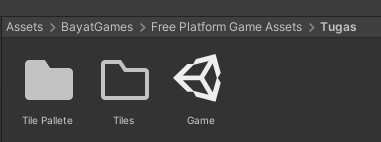 Assets > BayatGames > Free Platform Game Assets > Tugas
Tile Pallete Tiles Game